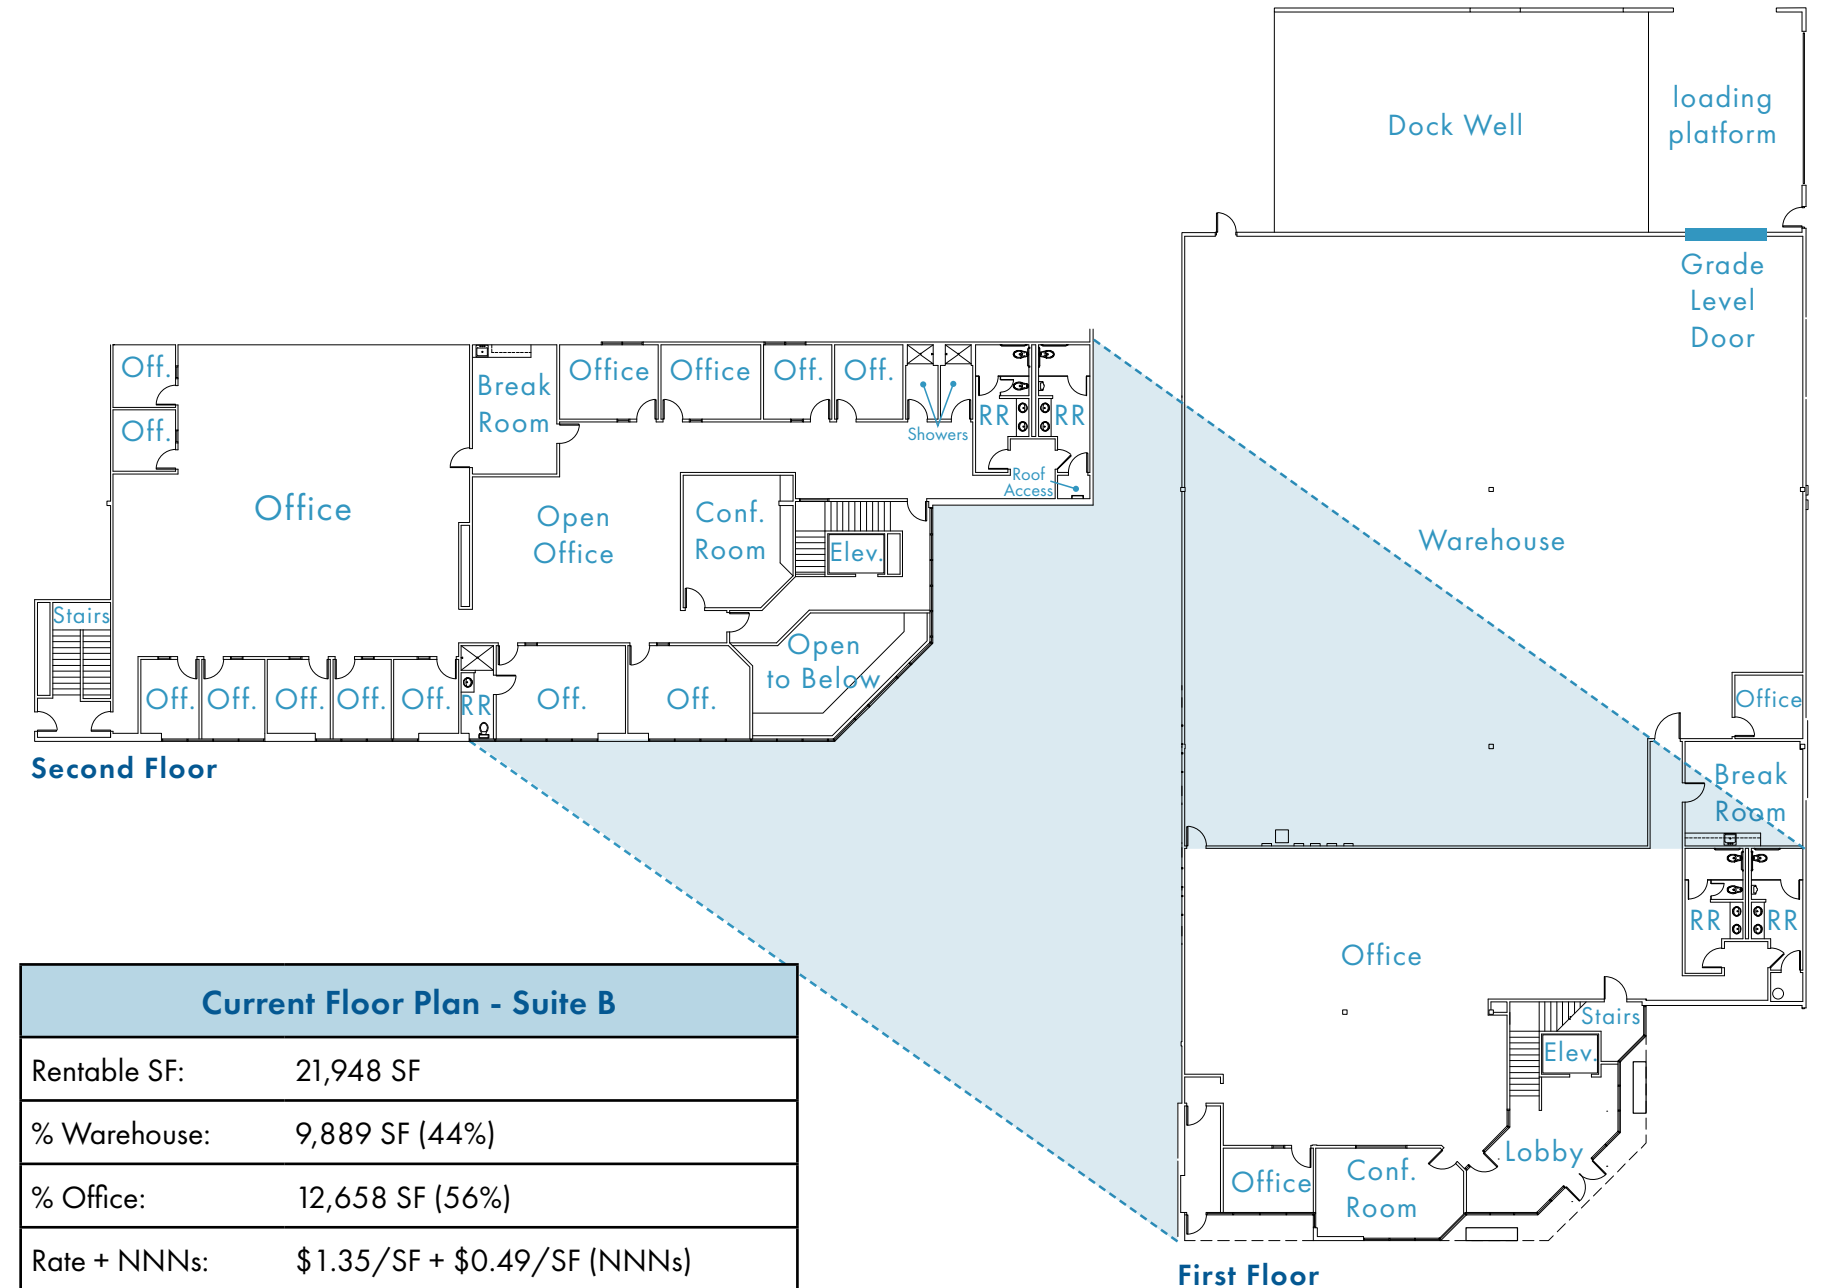 Dock Well
loading
platform
Grade
Level
Door
Off.
Off.
Break
Room
Office
Office
Off.
Off.
Showers
RR
RR
Roof
Access
Office
Open
Office
Conf.
Room
Elev.
Stairs
Open
to Below
Off.
Off.
Off.
Off.
Off.
RR
Off.
Off.
Second Floor
Warehouse
Office
Break
Room
RR
RR
Office
Stairs
Elev.
Lobby
Office
Conf.
Room
First Floor
Current Floor Plan - Suite B
Rentable SF: 21,948 SF
% Warehouse: 9,889 SF (44%)
% Office: 12,658 SF (56%)
Rate + NNNs: $1.35/SF + $0.49/SF (NNNs)